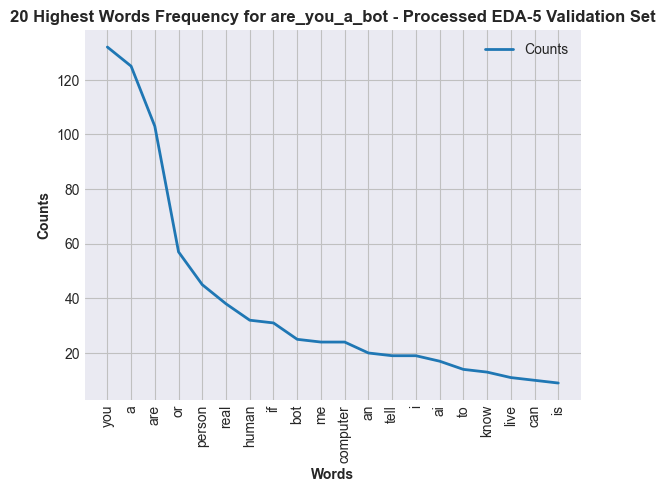 20 Highest Words Frequency for are_you_a_bot - Processed EDA-5 Validation Set
Counts
120
100
80
60
40
20
Counts
you
a
are
or
person
real
human
if
bot
me
computer
an
tell
i
ai
to
know
live
can
is
Words